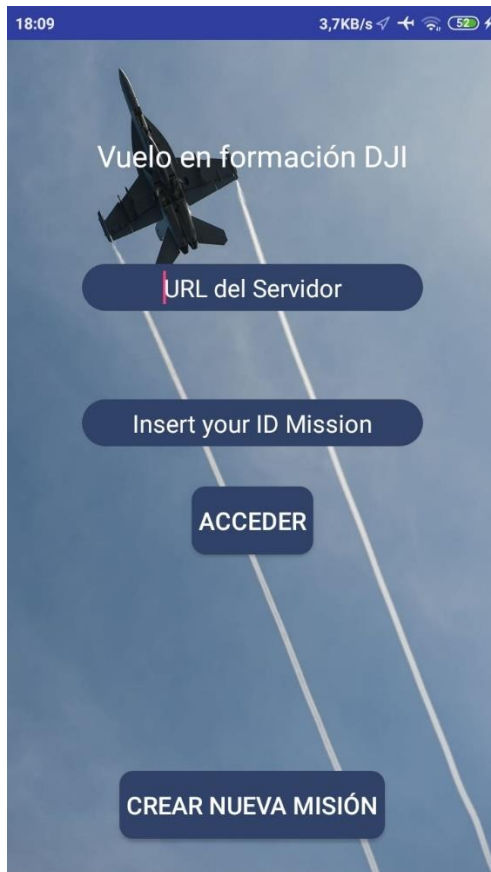 18:09 3,7KB/s 52
Vuelo en formación DJI
URL del Servidor
Insert your ID Mission
ACCEDER
CREAR NUEVA MISIÓN